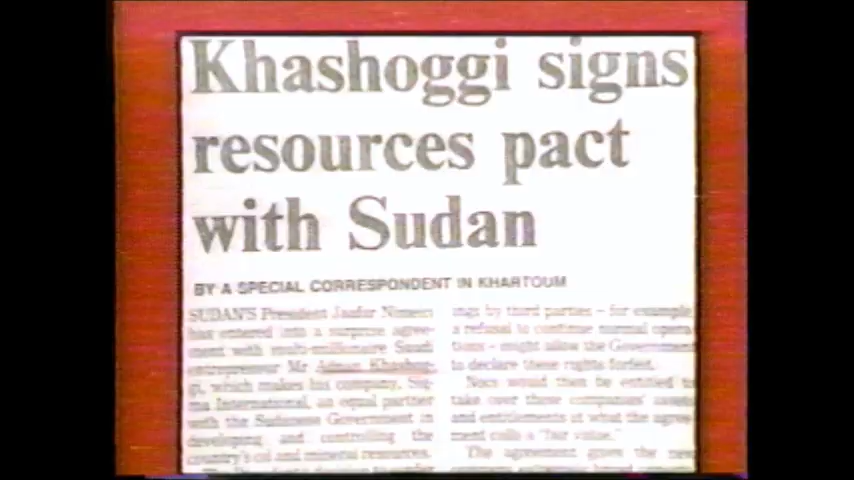 Khashoggi signs
resources pact
with Sudan
BY A SPECIAL CORRESPONDENT IN KHARTOUM
SUDAN'S President Jaafar Nimeri
has entered into a surprise agree-
ment with multi-millionaire Saudi
entrepreneur Mr Adnan Khashog-
gi, which makes his company, Sig-
ma International, an equal partner
with the Sudanese Government in
developing and controlling the
country's oil and mineral resources.
ings by third parties – for example
a refusal to continue normal opera
tions – might allow the Government
to declare these rights forfeit.
Nocs would then be entitled to
take over those companies' assets
and entitlements at what the agree-
ment calls a "fair value."
The agreement gives the new